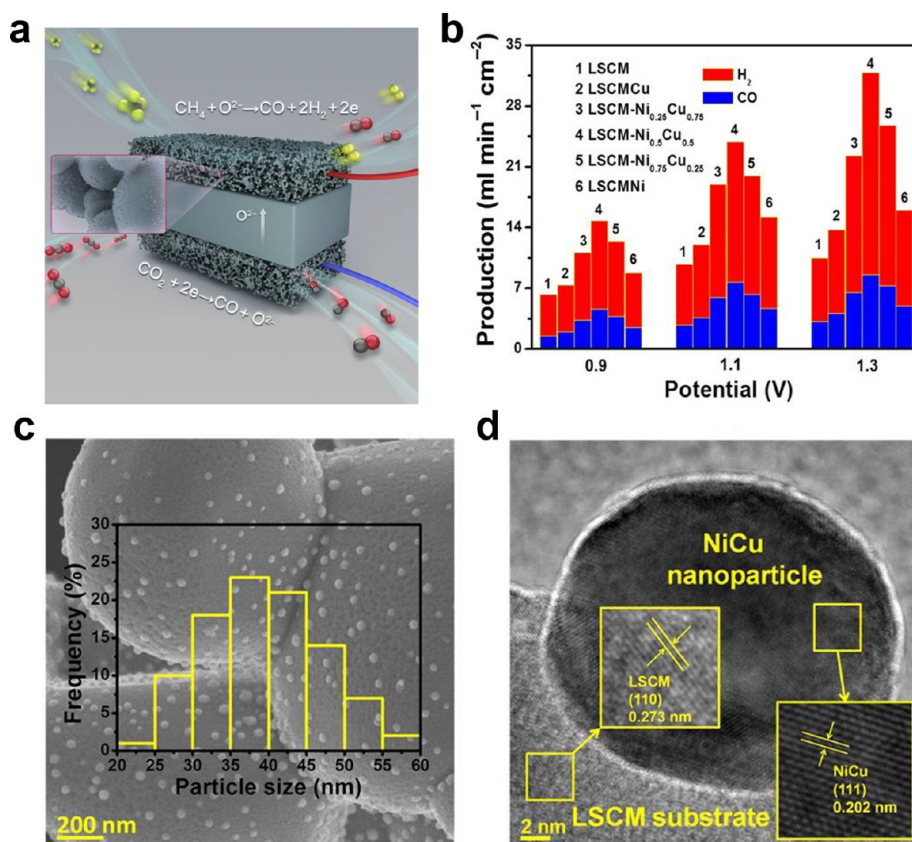 a
CH₄ + O²⁻→CO + 2H₂ + 2e
O²⁻
CO₂ + 2e→CO + O²⁻
b
Production (ml min⁻¹ cm⁻²)
35
28
21
14
7
0
1 LSCM
2 LSCMCu
3 LSCM-Ni₀.₂₅Cu₀.₇₅
4 LSCM-Ni₀.₅Cu₀.₅
5 LSCM-Ni₀.₇₅Cu₀.₂₅
6 LSCMNi
H₂
CO
1 2 3 4 5 6
1 2 3 4 5 6
1 2 3 4 5 6
0.9 1.1 1.3
Potential (V)
c
Frequency (%)
30
25
20
15
10
5
0
20 25 30 35 40 45 50 55 60
Particle size (nm)
200 nm
d
NiCu
nanoparticle
LSCM
(110)
0.273 nm
NiCu
(111)
0.202 nm
2 nm
LSCM substrate